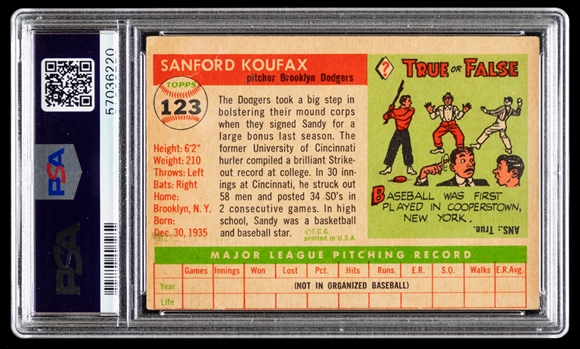 57036220
PSA
PSA
SANFORD KOUFAX
pitcher Brooklyn Dodgers
TOPPS
123
Height: 6'2"
Weight: 210
Throws: Left
Bats: Right
Home:
Brooklyn, N. Y.
Born:
Dec. 30, 1935
The Dodgers took a big step in
bolstering their mound corps
when they signed Sandy for a
large bonus last season. The
former University of Cincinnati
hurler compiled a brilliant Strike-
out record at college. In 30 inn-
ings at Cincinnati, he struck out
58 men and posted 34 SO's in
2 consecutive games. In high
school, Sandy was a basketball
and baseball star.
©T.C.G.
printed in U.S.A.
?
TRUE OR FALSE
BASEBALL WAS FIRST
PLAYED IN COOPERSTOWN,
NEW YORK.
ANS.: True.
MAJOR LEAGUE PITCHING RECORD
Games Innings Won Lost Pct. Hits Runs E.R. S.O. Walks E.R.Avg.
Year (NOT IN ORGANIZED BASEBALL)
Life